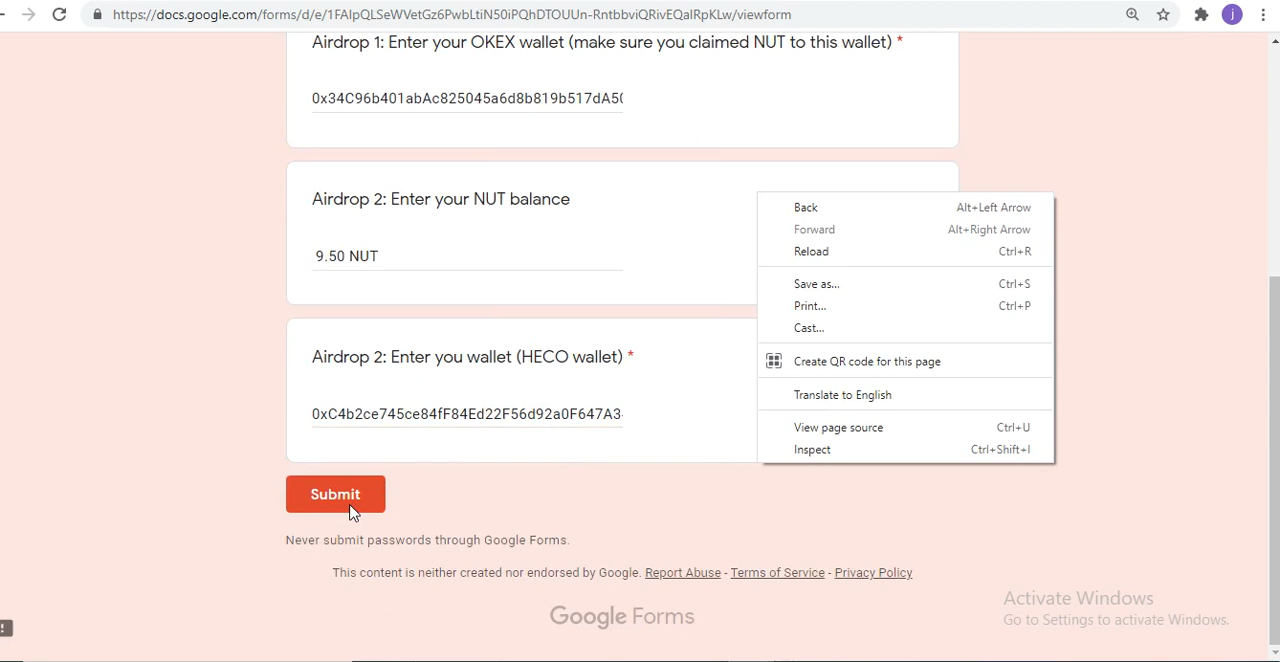 https://docs.google.com/forms/d/e/1FAIpQLSeWVetGz6PwbLtiN50iPQhDTOUUn-RntbbviQRivEQaIRpKLw/viewform
j
Airdrop 1: Enter your OKEX wallet (make sure you claimed NUT to this wallet) *
0x34C96b401abAc825045a6d8b819b517dA50
Airdrop 2: Enter your NUT balance
9.50 NUT
Airdrop 2: Enter you wallet (HECO wallet) *
0xC4b2ce745ce84fF84Ed22F56d92a0F647A3
Back Alt+Left Arrow
Forward Alt+Right Arrow
Reload Ctrl+R
Save as... Ctrl+S
Print... Ctrl+P
Cast...
Create QR code for this page
Translate to English
View page source Ctrl+U
Inspect Ctrl+Shift+I
Submit
Never submit passwords through Google Forms.
This content is neither created nor endorsed by Google. Report Abuse - Terms of Service - Privacy Policy
Google Forms
Activate Windows
Go to Settings to activate Windows.